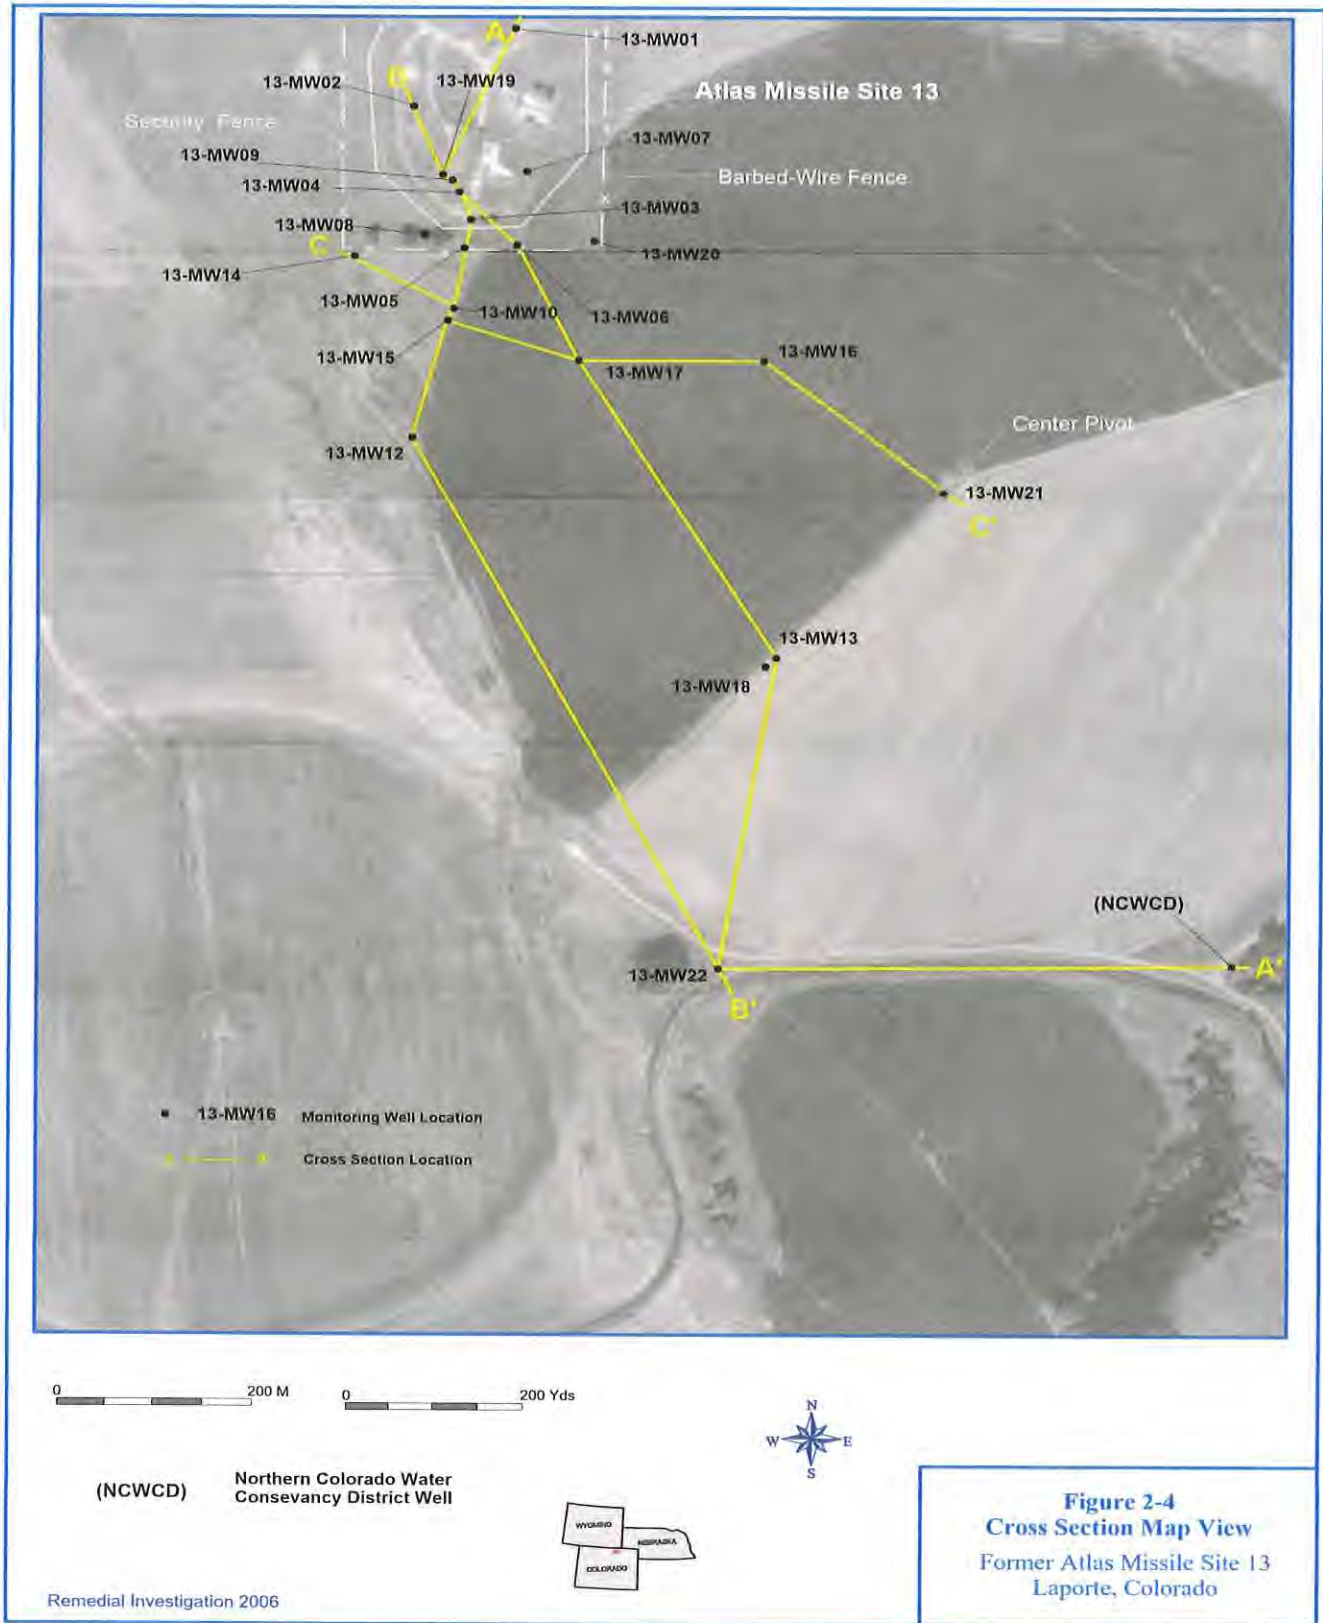 A
13-MW01
B
13-MW02
13-MW19
Atlas Missile Site 13
Security Fence
13-MW07
13-MW09
13-MW04
Barbed-Wire Fence
13-MW03
13-MW08
C
13-MW20
13-MW14
13-MW05
13-MW10
13-MW06
13-MW15
13-MW17
13-MW16
Center Pivot
13-MW12
13-MW21
C'
13-MW13
13-MW18
(NCWCD)
13-MW22
A'
B'
13-MW16 Monitoring Well Location
Cross Section Location
0 200 M
0 200 Yds
N
W E
S
(NCWCD) Northern Colorado Water
Consevancy District Well
WYOMING
NEBRASKA
COLORADO
Figure 2-4
Cross Section Map View
Former Atlas Missile Site 13
Laporte, Colorado
Remedial Investigation 2006